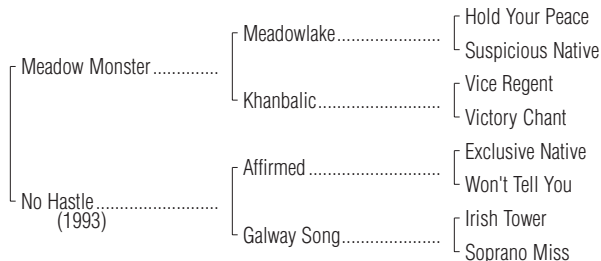 Hold Your Peace
Meadowlake
Suspicious Native
Meadow Monster
Vice Regent
Khanbalic
Victory Chant
Exclusive Native
Affirmed
Won't Tell You
No Hastle
(1993)
Irish Tower
Galway Song
Soprano Miss